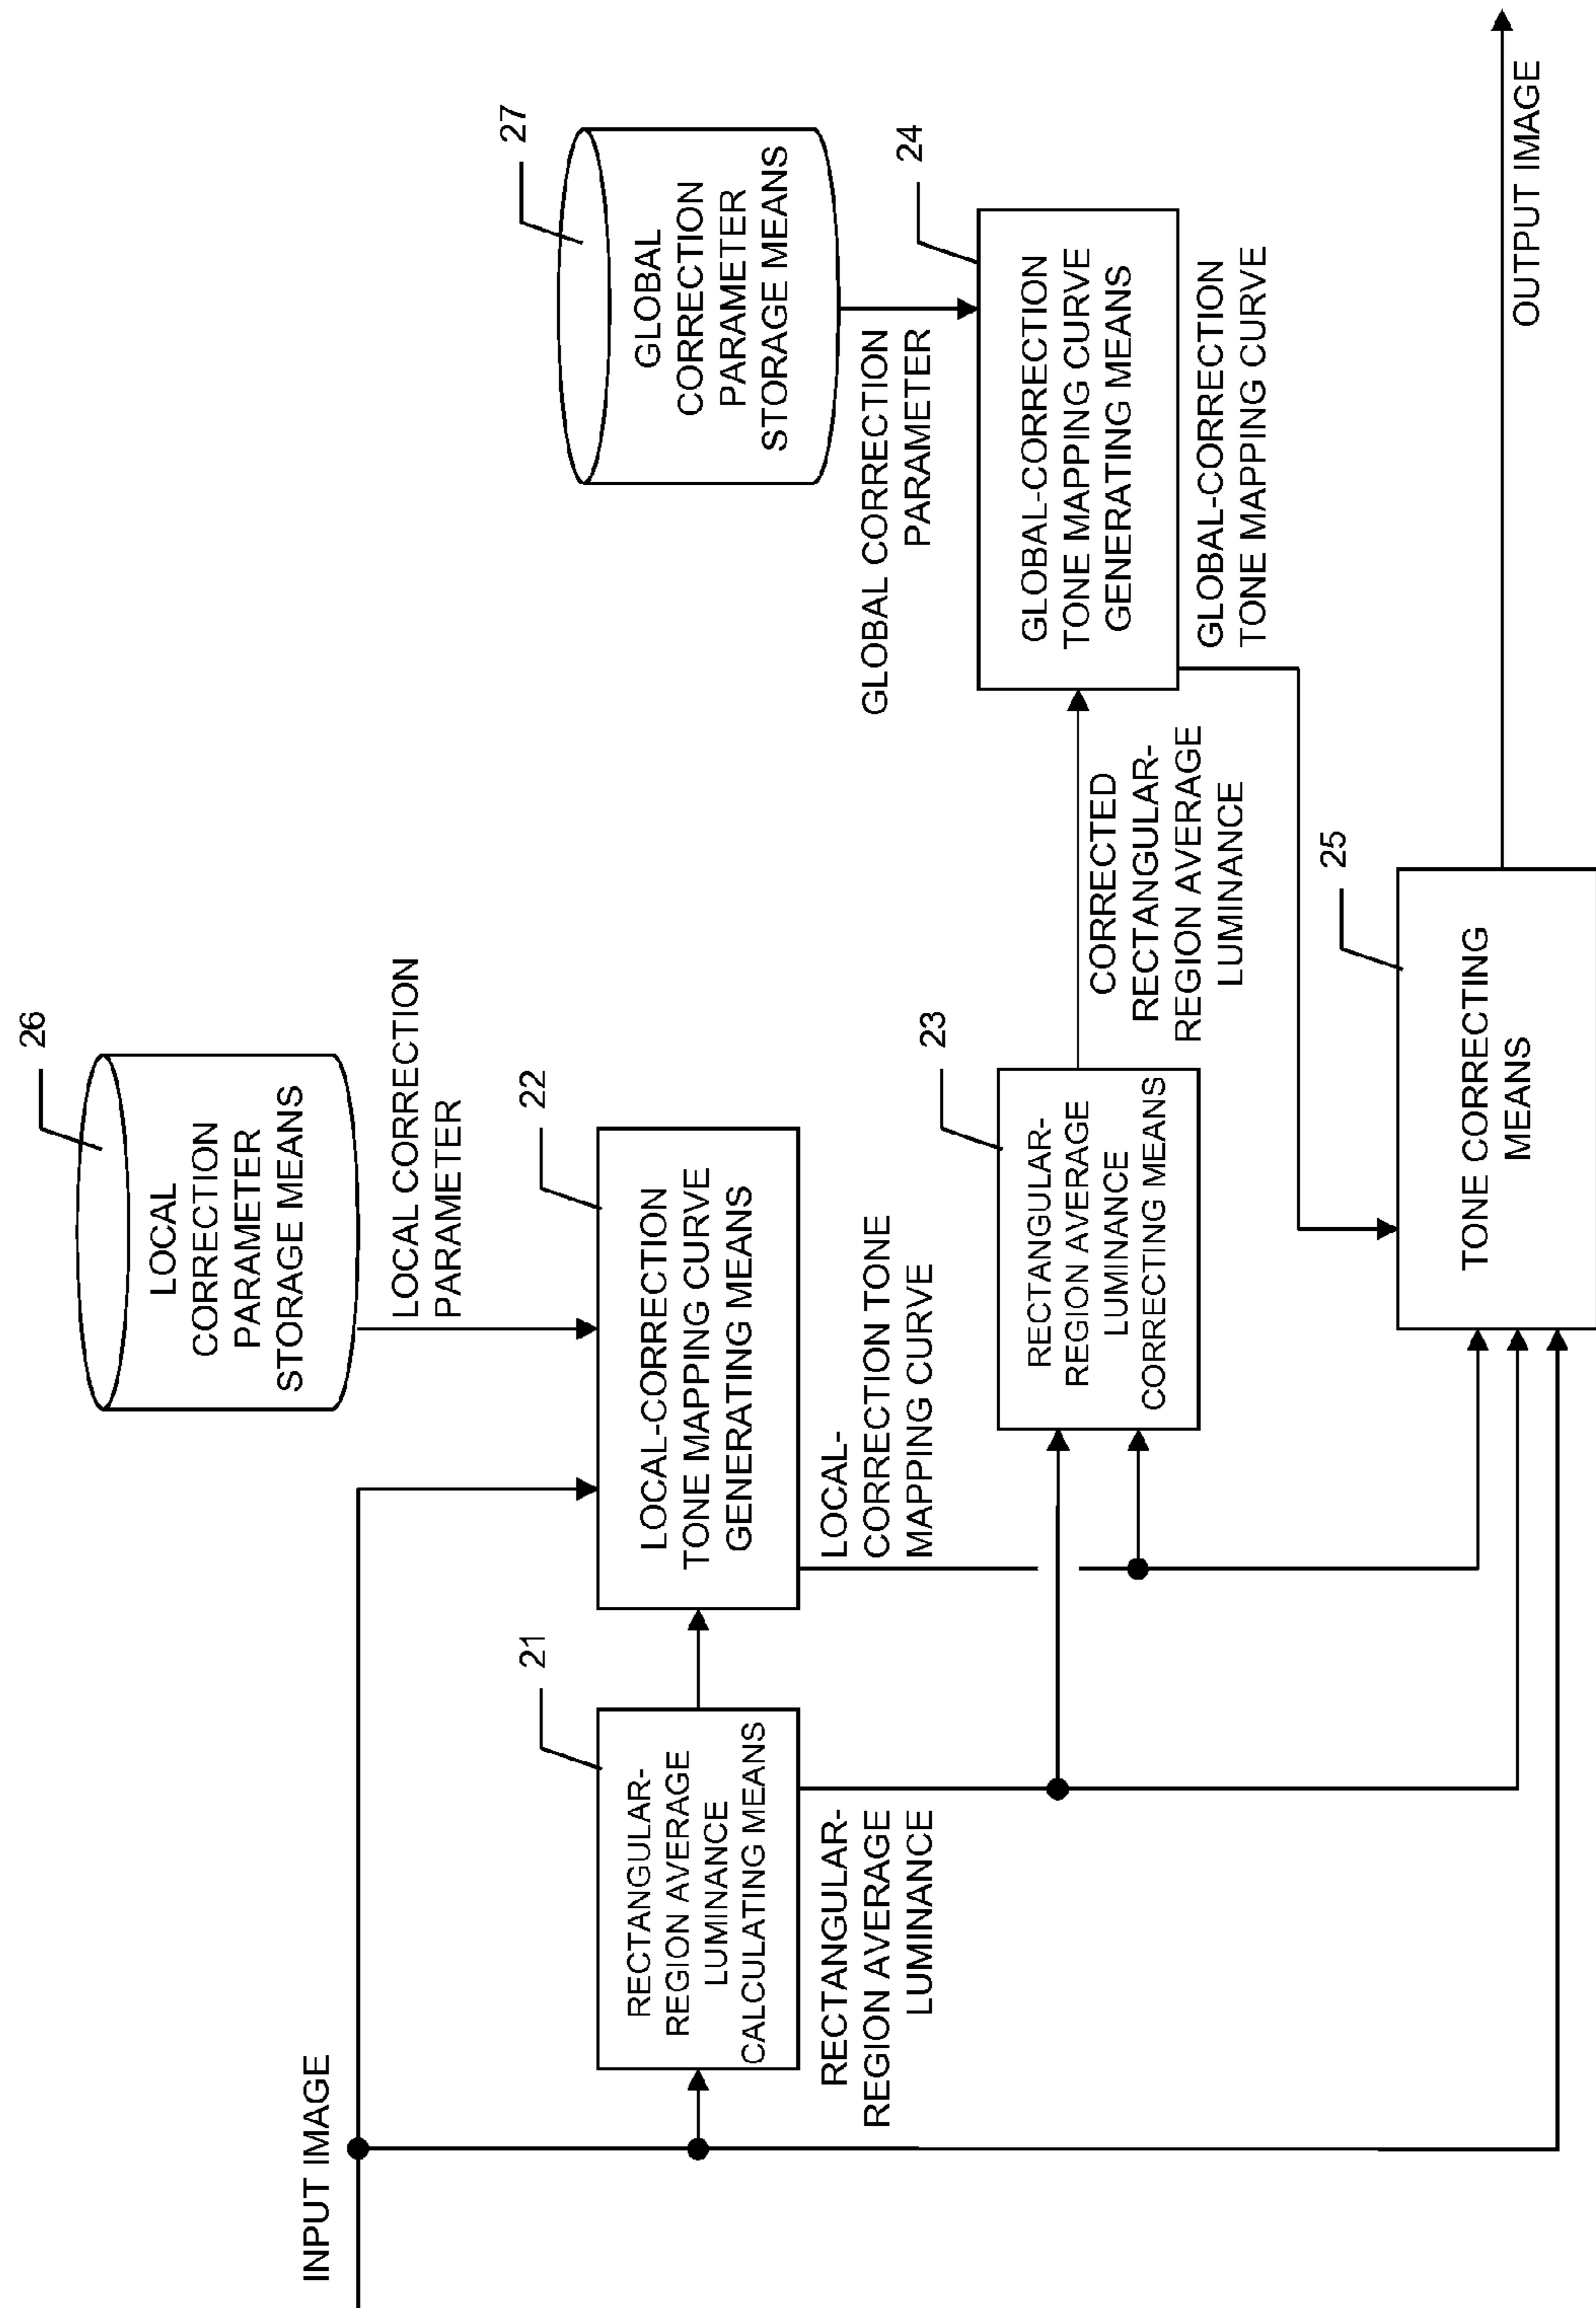 INPUT IMAGE
26
LOCAL
CORRECTION
PARAMETER
STORAGE MEANS
LOCAL CORRECTION
PARAMETER
27
GLOBAL
CORRECTION
PARAMETER
STORAGE MEANS
GLOBAL CORRECTION
PARAMETER
21
RECTANGULAR-
REGION AVERAGE
LUMINANCE
CALCULATING MEANS
RECTANGULAR-
REGION AVERAGE
LUMINANCE
22
LOCAL-CORRECTION
TONE MAPPING CURVE
GENERATING MEANS
LOCAL-
CORRECTION TONE
MAPPING CURVE
23
RECTANGULAR-
REGION AVERAGE
LUMINANCE
CORRECTING MEANS
CORRECTED
RECTANGULAR-
REGION AVERAGE
LUMINANCE
24
GLOBAL-CORRECTION
TONE MAPPING CURVE
GENERATING MEANS
GLOBAL-CORRECTION
TONE MAPPING CURVE
25
TONE CORRECTING
MEANS
OUTPUT IMAGE